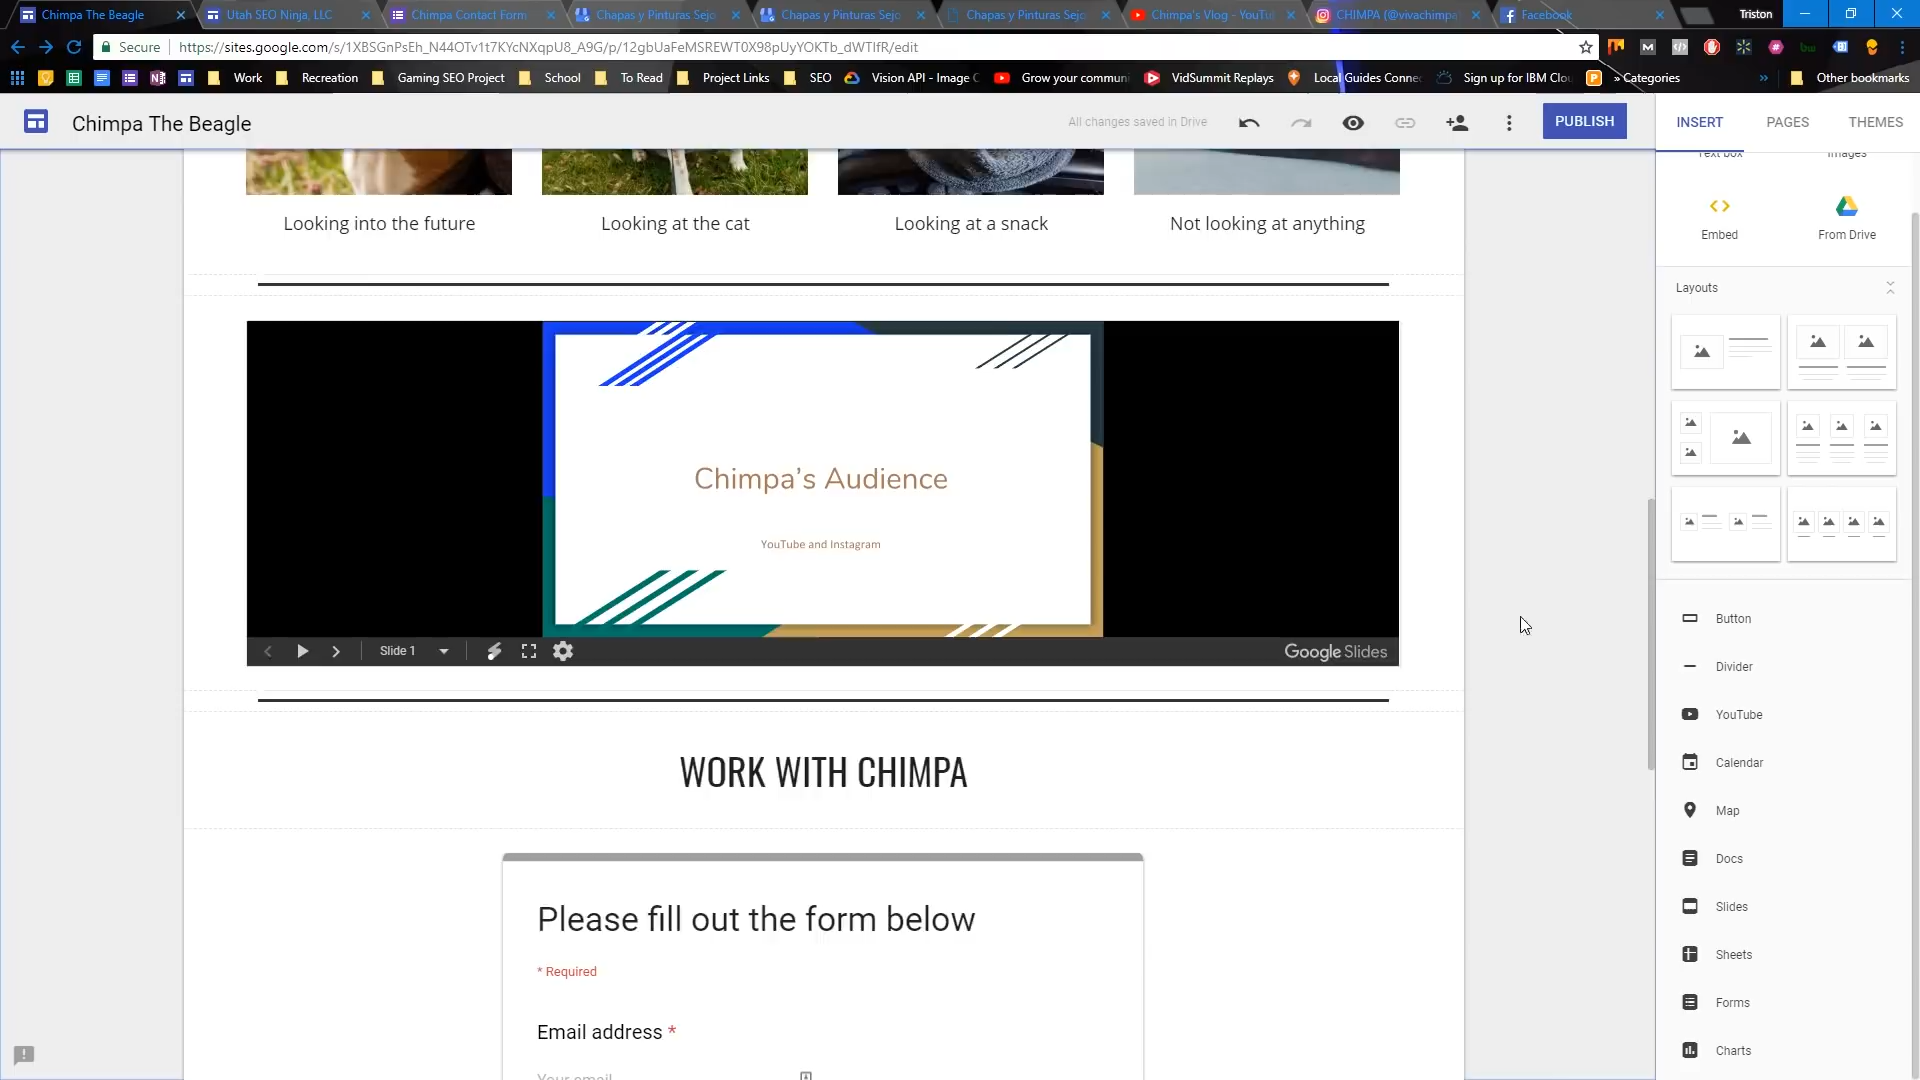 Chimpa The Beagle
Utah SEO Ninja, LLC
Chimpa Contact Form
Chapas y Pinturas Sejo
Chapas y Pinturas Sejo
Chapas y Pinturas Sejo
Chimpa's Vlog - YouTu
CHIMPA (@vivachimpa
Facebook
Triston
Secure
https://sites.google.com/s/1XBSGnPsEh_N44OTv1t7KYcNXqpU8_A9G/p/12gbUaFeMSREWT0X98pUyYOKTb_dWTIfR/edit
Work
Recreation
Gaming SEO Project
School
To Read
Project Links
SEO
Vision API - Image C
Grow your communi
VidSummit Replays
Local Guides Connec
Sign up for IBM Clou
» Categories
»
Other bookmarks
Chimpa The Beagle
All changes saved in Drive
PUBLISH
INSERT
PAGES
THEMES
Text box
Images
Embed
From Drive
Looking into the future
Looking at the cat
Looking at a snack
Not looking at anything
Layouts
Chimpa's Audience
YouTube and Instagram
Slide 1
Google Slides
WORK WITH CHIMPA
Please fill out the form below
* Required
Email address *
Your email
Button
Divider
YouTube
Calendar
Map
Docs
Slides
Sheets
Forms
Charts